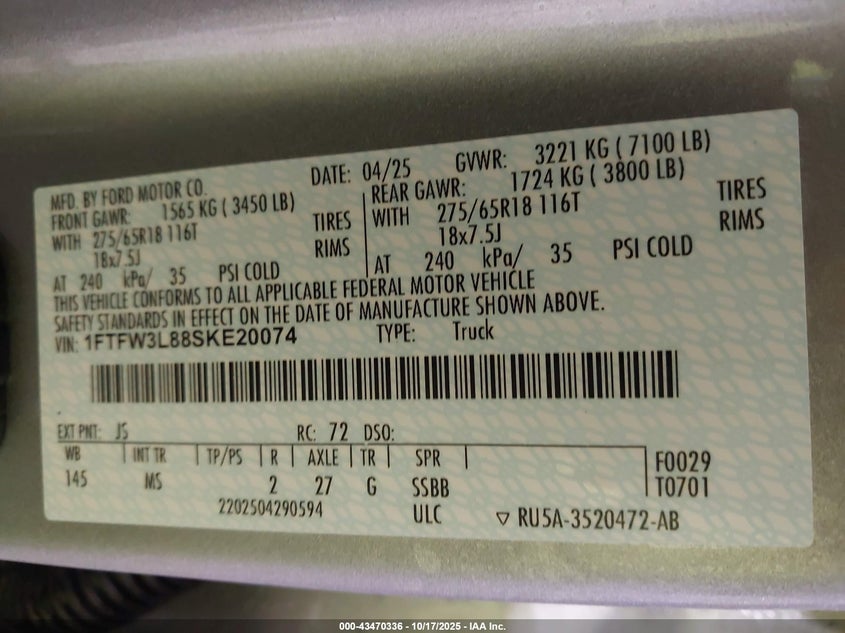 MFD. BY FORD MOTOR CO.
DATE: 04/25 GVWR: 3221 KG ( 7100 LB)
FRONT GAWR: 1565 KG ( 3450 LB)
REAR GAWR: 1724 KG ( 3800 LB)
WITH 275/65R18 116T TIRES
WITH 275/65R18 116T TIRES
18x7.5J RIMS
18x7.5J RIMS
AT 240 kPa/ 35 PSI COLD
AT 240 kPa/ 35 PSI COLD
THIS VEHICLE CONFORMS TO ALL APPLICABLE FEDERAL MOTOR VEHICLE
SAFETY STANDARDS IN EFFECT ON THE DATE OF MANUFACTURE SHOWN ABOVE.
VIN: 1FTFW3L88SKE20074 TYPE: Truck
EXT PNT: JS RC: 72 DSO:
WB INT TR TP/PS R AXLE TR SPR
145 MS 2 27 G SSBB
F0029
T0701
2202504290594 ULC ▽ RU5A-3520472-AB
000-43470336 - 10/17/2025 - IAA Inc.